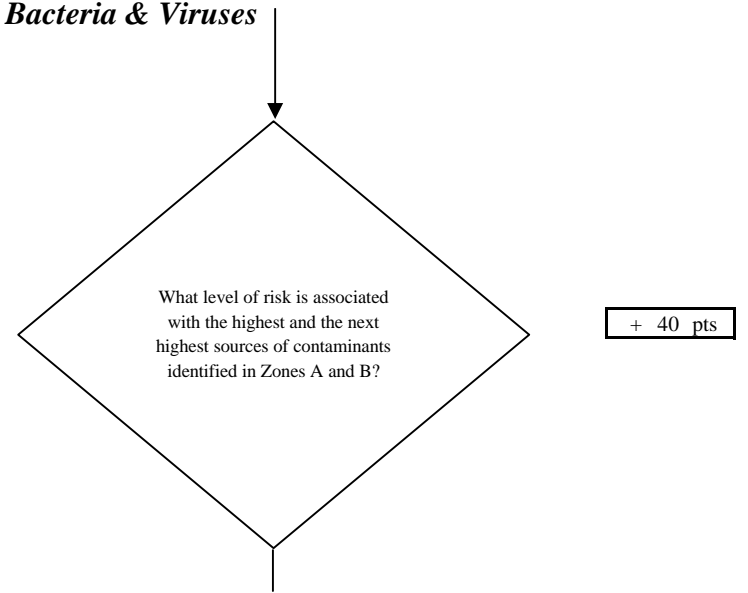 Bacteria & Viruses
What level of risk is associated
with the highest and the next
highest sources of contaminants
identified in Zones A and B?
+ 40 pts